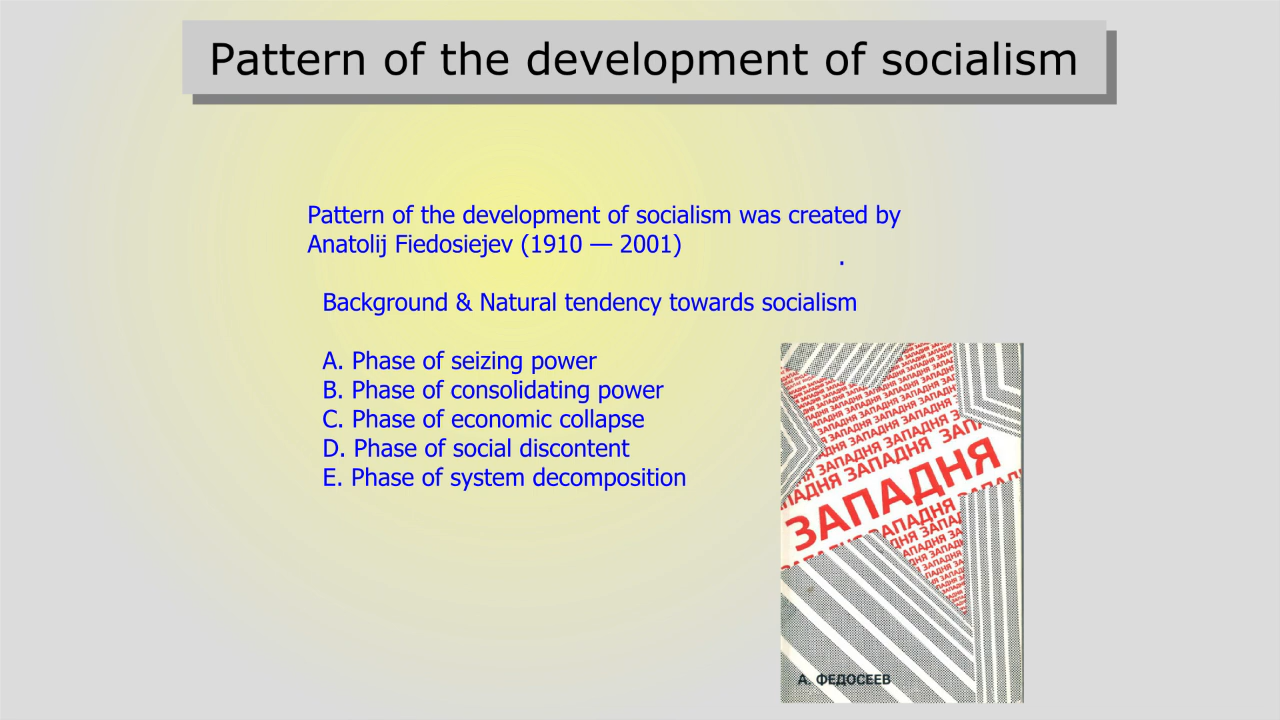 Pattern of the development of socialism
Pattern of the development of socialism was created by
Anatolij Fiedosiejev (1910 — 2001)
.
Background & Natural tendency towards socialism
A. Phase of seizing power
B. Phase of consolidating power
C. Phase of economic collapse
D. Phase of social discontent
E. Phase of system decomposition
ЗАПАДНЯ ЗАПАДНЯ
ЗАПАДНЯ
А. ФЕДОСЕЕВ